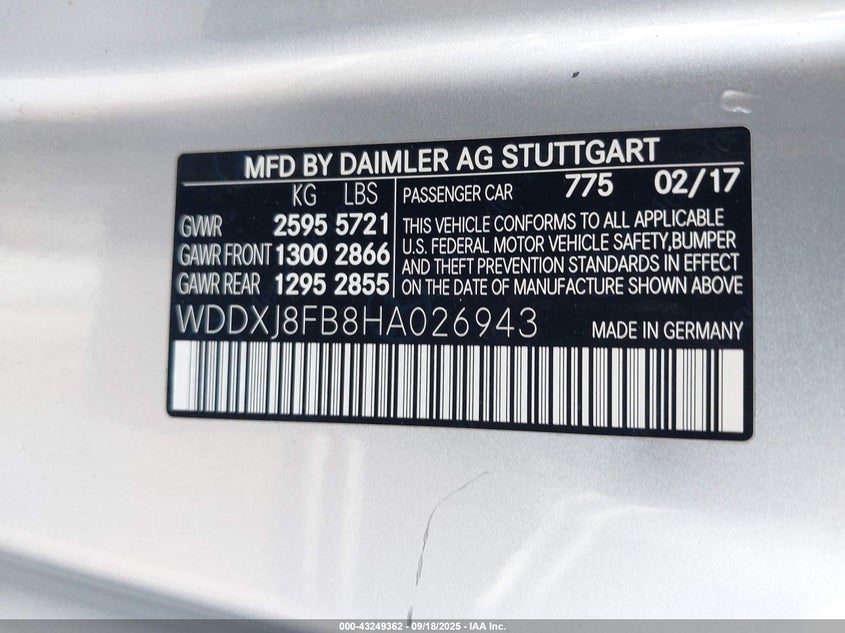 MFD BY DAIMLER AG STUTTGART
KG LBS
GVWR 2595 5721
GAWR FRONT 1300 2866
GAWR REAR 1295 2855
PASSENGER CAR 775 02/17
THIS VEHICLE CONFORMS TO ALL APPLICABLE
U.S. FEDERAL MOTOR VEHICLE SAFETY,BUMPER
AND THEFT PREVENTION STANDARDS IN EFFECT
ON THE DATE OF MANUFACTURE SHOWN ABOVE
WDDXJ8FB8HA026943 MADE IN GERMANY
000-43249362 - 09/18/2025 - IAA Inc.